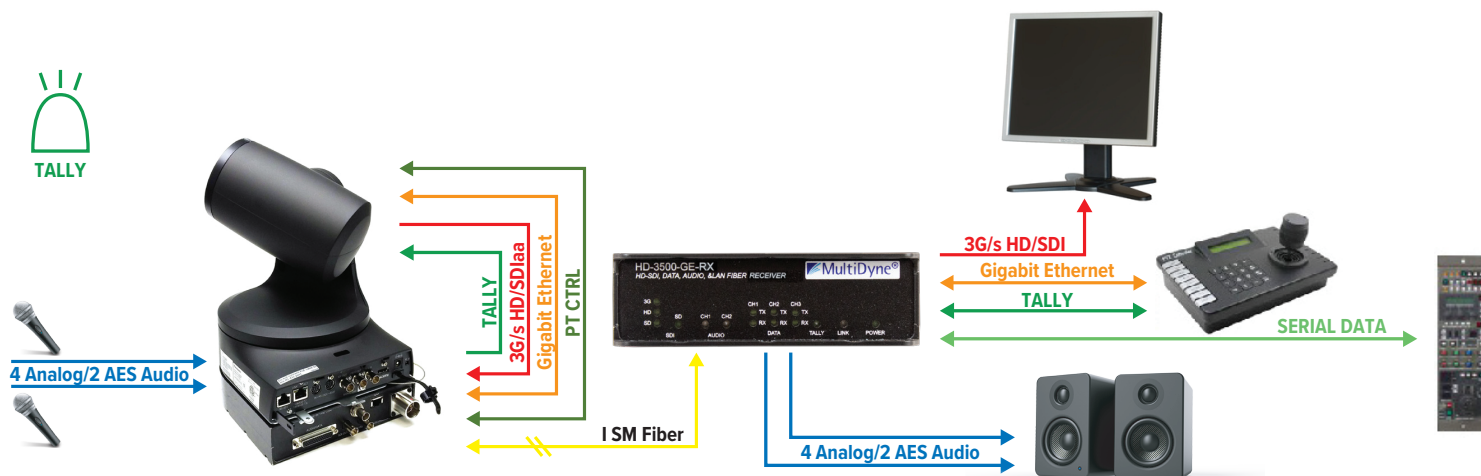 TALLY
4 Analog/2 AES Audio
TALLY
3G/s HD/SDIaa
Gigabit Ethernet
PT CTRL
I SM Fiber
HD-3500-GE-RX
HD-SDI, DATA, AUDIO, &LAN FIBER RECEIVER
MultiDyne®
3G
HD
SD
SD
CH1 CH2
CH1 CH2 CH3
TX TX TX
RX RX RX
SDI AUDIO DATA TALLY LINK POWER
3G/s HD/SDI
Gigabit Ethernet
TALLY
SERIAL DATA
4 Analog/2 AES Audio